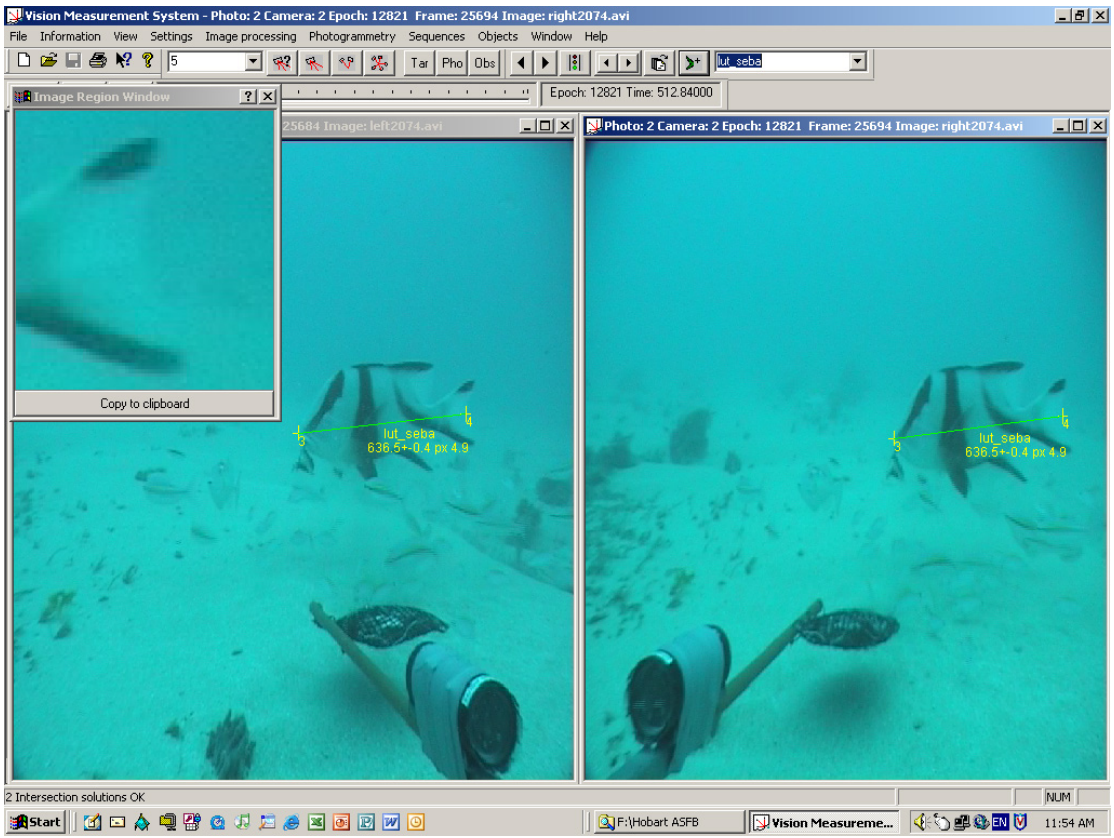 Vision Measurement System - Photo: 2 Camera: 2 Epoch: 12821 Frame: 25694 Image: right2074.avi
File Information View Settings Image processing Photogrammetry Sequences Objects Window Help
5 Tar Pho Obs lut_seba
Epoch: 12821 Time: 512.84000
Image Region Window
25684 Image: left2074.avi
Photo: 2 Camera: 2 Epoch: 12821 Frame: 25694 Image: right2074.avi
Copy to clipboard
3
4
lut_seba
636.5+-0.4 px 4.9
3
4
lut_seba
636.5+-0.4 px 4.9
2 Intersection solutions OK
NUM
Start
F:\Hobart ASFB
Vision Measureme...
EN
11:54 AM